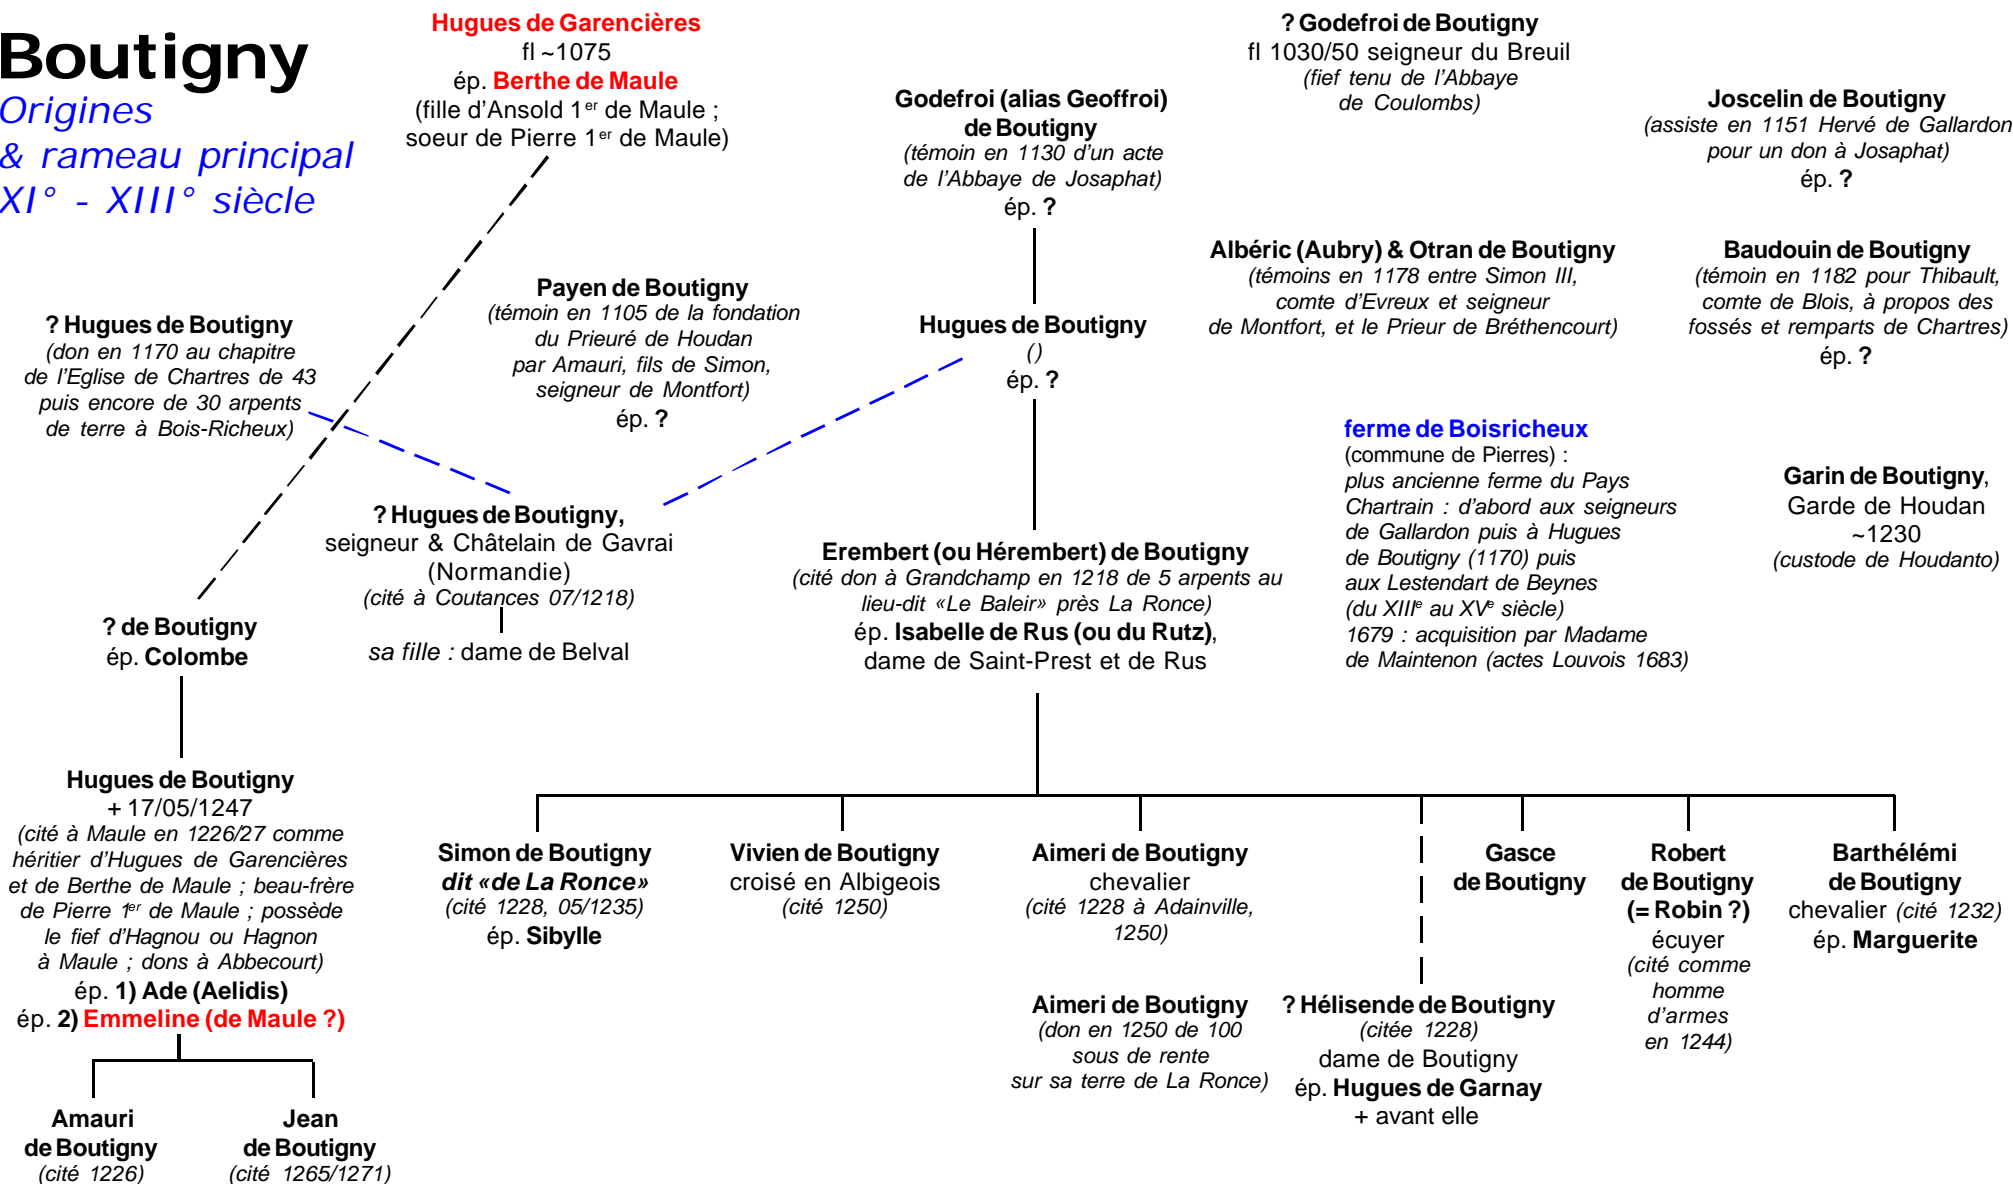 Boutigny
Origines
& rameau principal
XI° - XIII° siècle
Hugues de Garencières
fl ~1075
ép. Berthe de Maule
(fille d'Ansold 1er de Maule ;
soeur de Pierre 1er de Maule)
Godefroi (alias Geoffroi)
de Boutigny
(témoin en 1130 d'un acte
de l'Abbaye de Josaphat)
ép. ?
? Godefroi de Boutigny
fl 1030/50 seigneur du Breuil
(fief tenu de l'Abbaye
de Coulombs)
Joscelin de Boutigny
(assiste en 1151 Hervé de Gallardon
pour un don à Josaphat)
ép. ?
? Hugues de Boutigny
(don en 1170 au chapitre
de l'Eglise de Chartres de 43
puis encore de 30 arpents
de terre à Bois-Richeux)
Payen de Boutigny
(témoin en 1105 de la fondation
du Prieuré de Houdan
par Amauri, fils de Simon,
seigneur de Montfort)
ép. ?
Hugues de Boutigny
()
ép. ?
Albéric (Aubry) & Otran de Boutigny
(témoins en 1178 entre Simon III,
comte d'Evreux et seigneur
de Montfort, et le Prieur de Bréthencourt)
Baudouin de Boutigny
(témoin en 1182 pour Thibault,
comte de Blois, à propos des
fossés et remparts de Chartres)
ép. ?
? Hugues de Boutigny,
seigneur & Châtelain de Gavrai
(Normandie)
(cité à Coutances 07/1218)
sa fille : dame de Belval
Erembert (ou Hérembert) de Boutigny
(cité don à Grandchamp en 1218 de 5 arpents au
lieu-dit «Le Baleir» près La Ronce)
ép. Isabelle de Rus (ou du Rutz),
dame de Saint-Prest et de Rus
ferme de Boisricheux
(commune de Pierres) :
plus ancienne ferme du Pays
Chartrain : d'abord aux seigneurs
de Gallardon puis à Hugues
de Boutigny (1170) puis
aux Lestendart de Beynes
(du XIIIe au XVe siècle)
1679 : acquisition par Madame
de Maintenon (actes Louvois 1683)
Garin de Boutigny,
Garde de Houdan
~1230
(custode de Houdanto)
? de Boutigny
ép. Colombe
Hugues de Boutigny
+ 17/05/1247
(cité à Maule en 1226/27 comme
héritier d'Hugues de Garencières
et de Berthe de Maule ; beau-frère
de Pierre 1er de Maule ; possède
le fief d'Hagnou ou Hagnon
à Maule ; dons à Abbecourt)
ép. 1) Ade (Aelidis)
ép. 2) Emmeline (de Maule ?)
Simon de Boutigny
dit «de La Ronce»
(cité 1228, 05/1235)
ép. Sibylle
Vivien de Boutigny
croisé en Albigeois
(cité 1250)
Aimeri de Boutigny
chevalier
(cité 1228 à Adainville,
1250)
Aimeri de Boutigny
(don en 1250 de 100
sous de rente
sur sa terre de La Ronce)
? Hélisende de Boutigny
(citée 1228)
dame de Boutigny
ép. Hugues de Garnay
+ avant elle
Gasce
de Boutigny
Robert
de Boutigny
(= Robin ?)
écuyer
(cité comme
homme
d'armes
en 1244)
Barthélémi
de Boutigny
chevalier (cité 1232)
ép. Marguerite
Amauri
de Boutigny
(cité 1226)
Jean
de Boutigny
(cité 1265/1271)